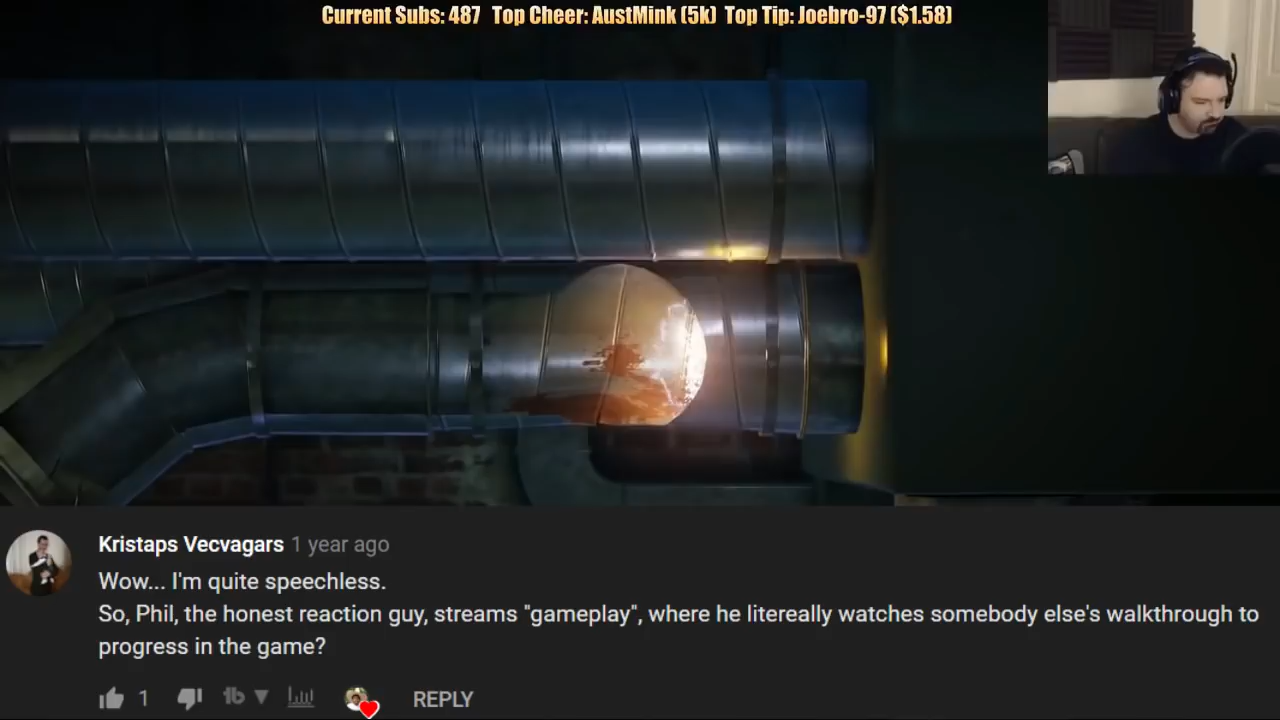 Current Subs: 487 Top Cheer: AustMink (5k) Top Tip: Joebro-97 ($1.58)
Kristaps Vecvagars 1 year ago
Wow... I'm quite speechless.
So, Phil, the honest reaction guy, streams "gameplay", where he litereally watches somebody else's walkthrough to
progress in the game?
1 tb REPLY